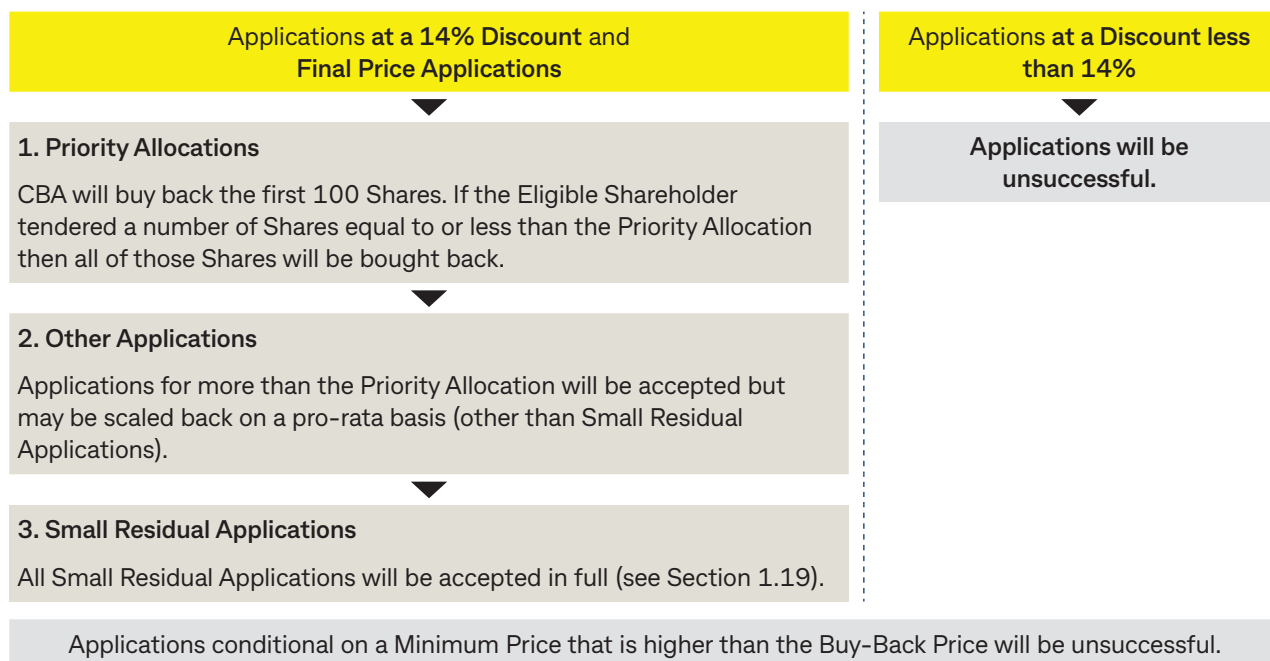 Applications at a 14% Discount and
Final Price Applications
1. Priority Allocations
CBA will buy back the first 100 Shares. If the Eligible Shareholder
tendered a number of Shares equal to or less than the Priority Allocation
then all of those Shares will be bought back.
2. Other Applications
Applications for more than the Priority Allocation will be accepted but
may be scaled back on a pro-rata basis (other than Small Residual
Applications).
3. Small Residual Applications
All Small Residual Applications will be accepted in full (see Section 1.19).
Applications at a Discount less
than 14%
Applications will be
unsuccessful.
Applications conditional on a Minimum Price that is higher than the Buy-Back Price will be unsuccessful.